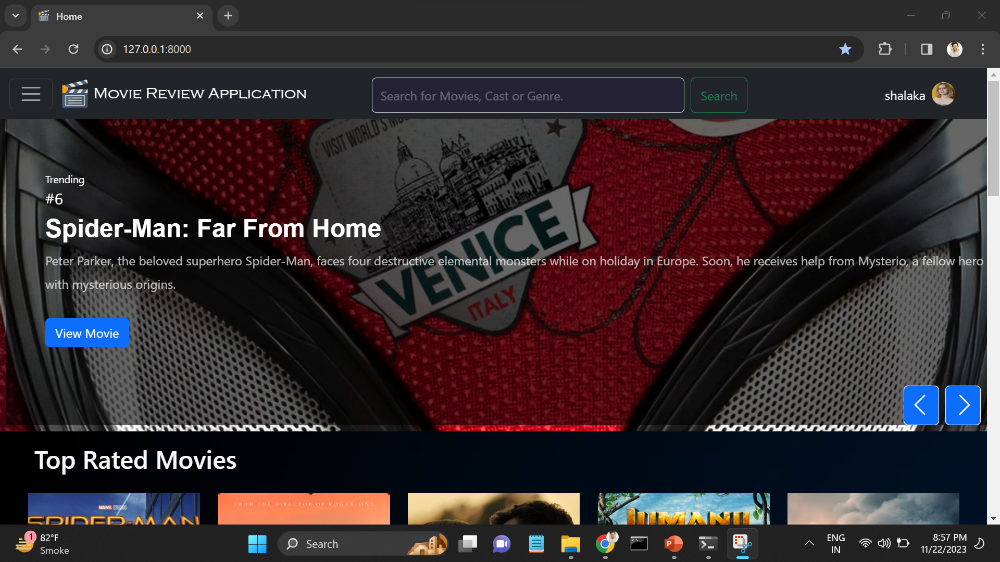 Home
127.0.0.1:8000
Movie Review Application
Search for Movies, Cast or Genre.
Search
shalaka
VISIT WORLD'S
Trending
#6
Spider-Man: Far From Home
Peter Parker, the beloved superhero Spider-Man, faces four destructive elemental monsters while on holiday in Europe. Soon, he receives help from Mysterio, a fellow hero
with mysterious origins.
VENICE
ITALY
View Movie
Top Rated Movies
MARVEL STUDIOS
SPIDER-MAN
FROM THE DIRECTOR OF ROGUE ONE
JUMANJI
1
82°F
Smoke
Search
P
ENG
IN
8:57 PM
11/22/2023